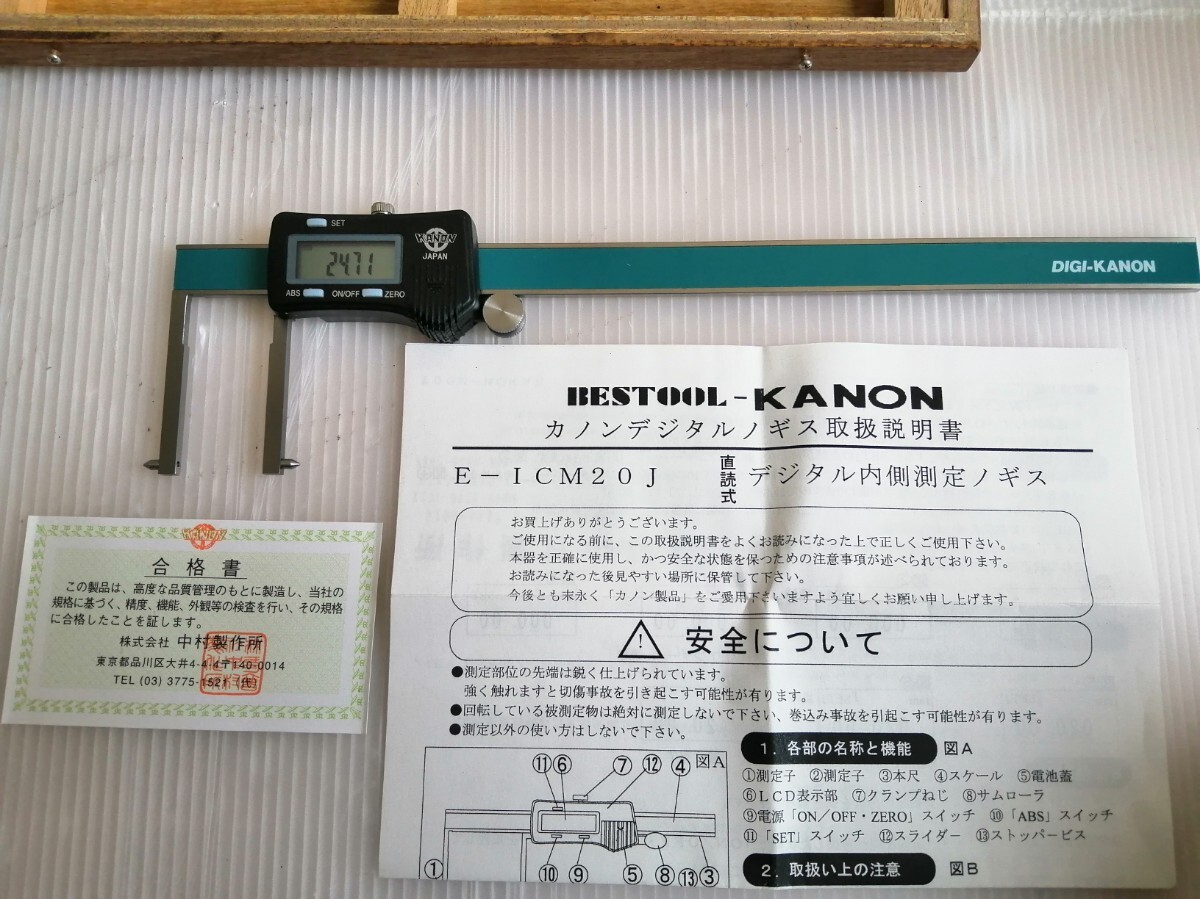 SET
24.71
KANON
JAPAN
ABS ON/OFF ZERO
DIGI-KANON
BESTOOL-KANON
カノンデジタルノギス取扱説明書
E－ICM20J 直読式 デジタル内側測定ノギス
お買上げありがとうございます。
ご使用になる前に、この取扱説明書をよくお読みになった上で正しくご使用下さい。
本器を正確に使用し、かつ安全な状態を保つための注意事項が述べられております。
お読みになった後見やすい場所に保管して下さい。
今後とも末永く「カノン製品」をご愛用下さいますよう宜しくお願い申し上げます。
安全について
●測定部位の先端は鋭く仕上げられています。
強く触れますと切傷事故を引き起こす可能性が有ります。
●回転している被測定物は絶対に測定しないで下さい、巻込み事故を引起こす可能性が有ります。
●測定以外の使い方はしないで下さい。
1．各部の名称と機能 図A
①測定子 ②測定子 ③本尺 ④スケール ⑤電池蓋
⑥LCD表示部 ⑦クランプねじ ⑧サムローラ
⑨電源「ON／OFF・ZERO」スイッチ ⑩「ABS」スイッチ
⑪「SET」スイッチ ⑫スライダー ⑬ストッパービス
2．取扱い上の注意 図B
⑪⑥ ⑦ ⑫ ④ 図A
① ⑩ ⑨ ⑤ ⑧ ⑬ ③
KANON
合格書
この製品は、高度な品質管理のもとに製造し、当社の
規格に基づく、精度、機能、外観等の検査を行い、その規格
に合格したことを証します。
株式会社 中村製作所
東京都品川区大井4-4-4〒140-0014
TEL (03) 3775-1521 (代)